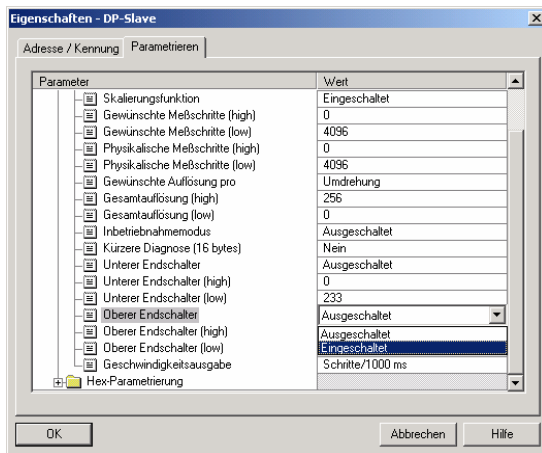 Eigenschaften - DP-Slave
Adresse / Kennung Parametrieren
Parameter Wert
Skalierungsfunktion Eingeschaltet
Gewünschte Meßschritte (high) 0
Gewünschte Meßschritte (low) 4096
Physikalische Meßschritte (high) 0
Physikalische Meßschritte (low) 4096
Gewünschte Auflösung pro Umdrehung
Gesamtauflösung (high) 256
Gesamtauflösung (low) 0
Inbetriebnahmemodus Ausgeschaltet
Kürzere Diagnose (16 bytes) Nein
Unterer Endschalter Ausgeschaltet
Unterer Endschalter (high) 0
Unterer Endschalter (low) 233
Oberer Endschalter Ausgeschaltet
Oberer Endschalter (high) Ausgeschaltet
Oberer Endschalter (low) Eingeschaltet
Geschwindigkeitsausgabe Schritte/1000 ms
Hex-Parametrierung
OK Abbrechen Hilfe